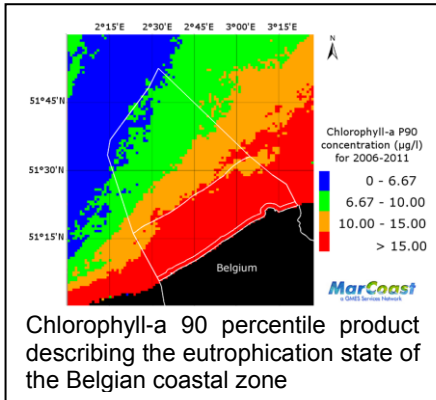 2°15'E 2°30'E 2°45'E 3°00'E 3°15'E
N
51°45'N
51°30'N
51°15'N
Belgium
Chlorophyll-a P90
concentration (µg/l)
for 2006-2011
0 - 6.67
6.67 - 10.00
10.00 - 15.00
> 15.00
MarCoast
a GMES Services Network
Chlorophyll-a 90 percentile product
describing the eutrophication state of
the Belgian coastal zone